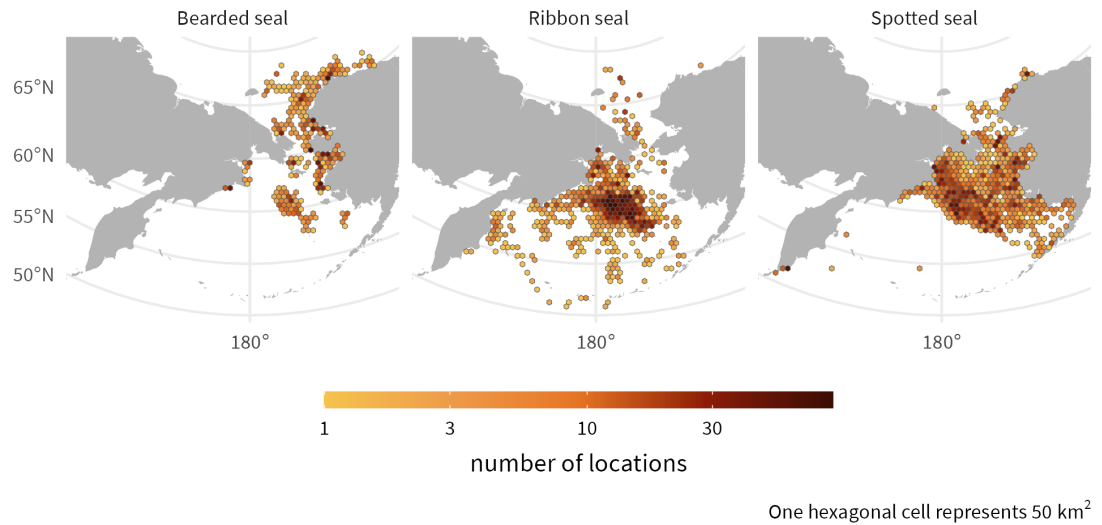 Bearded seal
Ribbon seal
Spotted seal
65°N
60°N
55°N
50°N
180°
180°
180°
1
3
10
30
number of locations
One hexagonal cell represents 50 km²